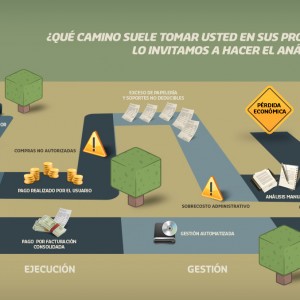 ¿QUÉ CAMINO SUELE TOMAR USTED EN SUS PRO
LO INVITAMOS A HACER EL ANÁ
EXCESO DE MENSAJERÍA
Y SOPORTES NO DEDUCIBLES
PÉRDIDA
ECONÓMICA
COMPRAS NO AUTORIZADAS
PAGO REALIZADO POR EL USUARIO
ANÁLISIS MANU
SOBRECOSTO ADMINISTRATIVO
PAGO POR FACTURACIÓN
CONSOLIDADA
GESTIÓN AUTOMATIZADA
EJECUCIÓN
GESTIÓN